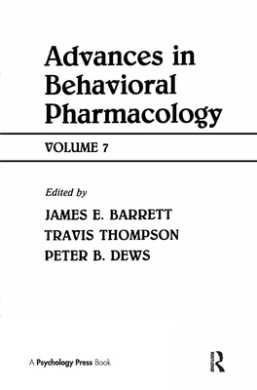 Advances in
Behavioral
Pharmacology
VOLUME 7
Edited by
JAMES E. BARRETT
TRAVIS THOMPSON
PETER B. DEWS
A Psychology Press Book
R